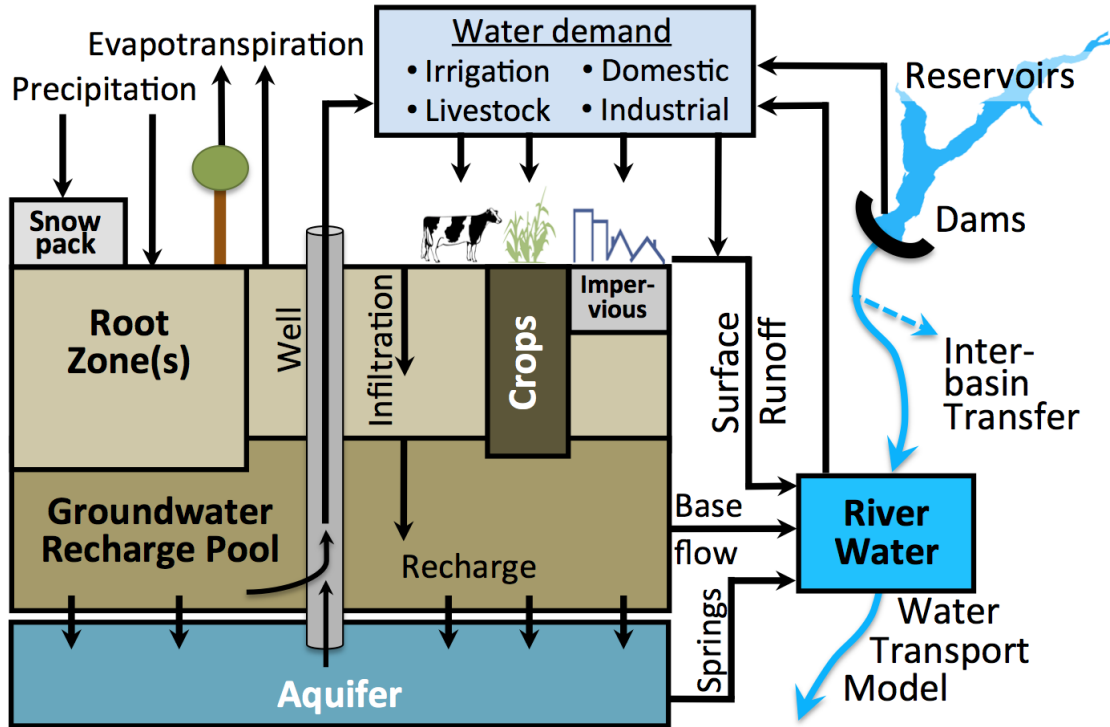 Evapotranspiration
Precipitation
Water demand
• Irrigation
• Domestic
• Livestock
• Industrial
Reservoirs
Dams
Snow
pack
Root
Zone(s)
Well
Infiltration
Crops
Imper-
vious
Surface
Runoff
Inter-
basin
Transfer
Groundwater
Recharge Pool
Recharge
Base
flow
River
Water
Springs
Aquifer
Water
Transport
Model